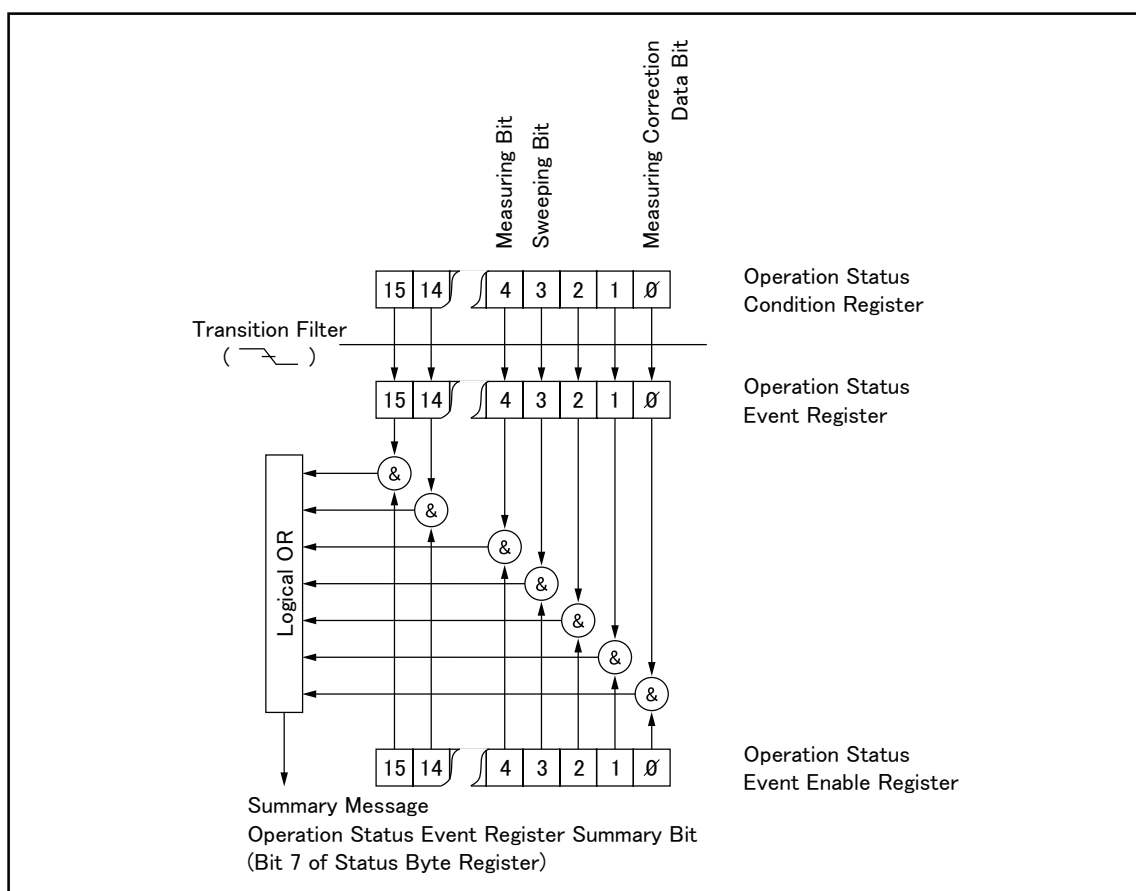 Measuring Bit
Sweeping Bit
Measuring Correction
Data Bit
15 14 4 3 2 1 0
Operation Status
Condition Register
Transition Filter
( )
15 14 4 3 2 1 0
Operation Status
Event Register
Logical OR
&
&
&
&
&
&
&
15 14 4 3 2 1 0
Operation Status
Event Enable Register
Summary Message
Operation Status Event Register Summary Bit
(Bit 7 of Status Byte Register)